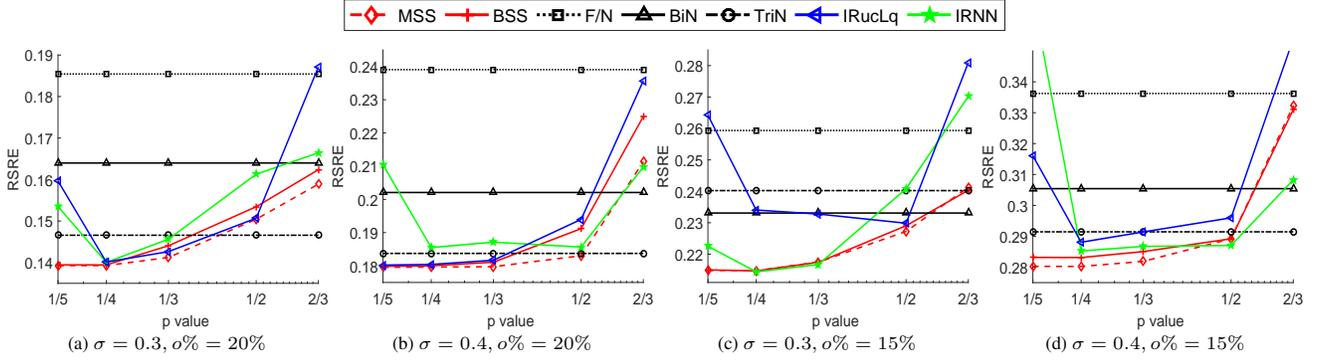 MSS BSS F/N BiN TriN IRucLq IRNN
RSRE
0.19
0.18
0.17
0.16
0.15
0.14
1/5 1/4 1/3 1/2 2/3
p value
(a) σ = 0.3, o% = 20%
RSRE
0.24
0.23
0.22
0.21
0.2
0.19
0.18
1/5 1/4 1/3 1/2 2/3
p value
(b) σ = 0.4, o% = 20%
RSRE
0.28
0.27
0.26
0.25
0.24
0.23
0.22
1/5 1/4 1/3 1/2 2/3
p value
(c) σ = 0.3, o% = 15%
RSRE
0.34
0.33
0.32
0.31
0.3
0.29
0.28
1/5 1/4 1/3 1/2 2/3
p value
(d) σ = 0.4, o% = 15%